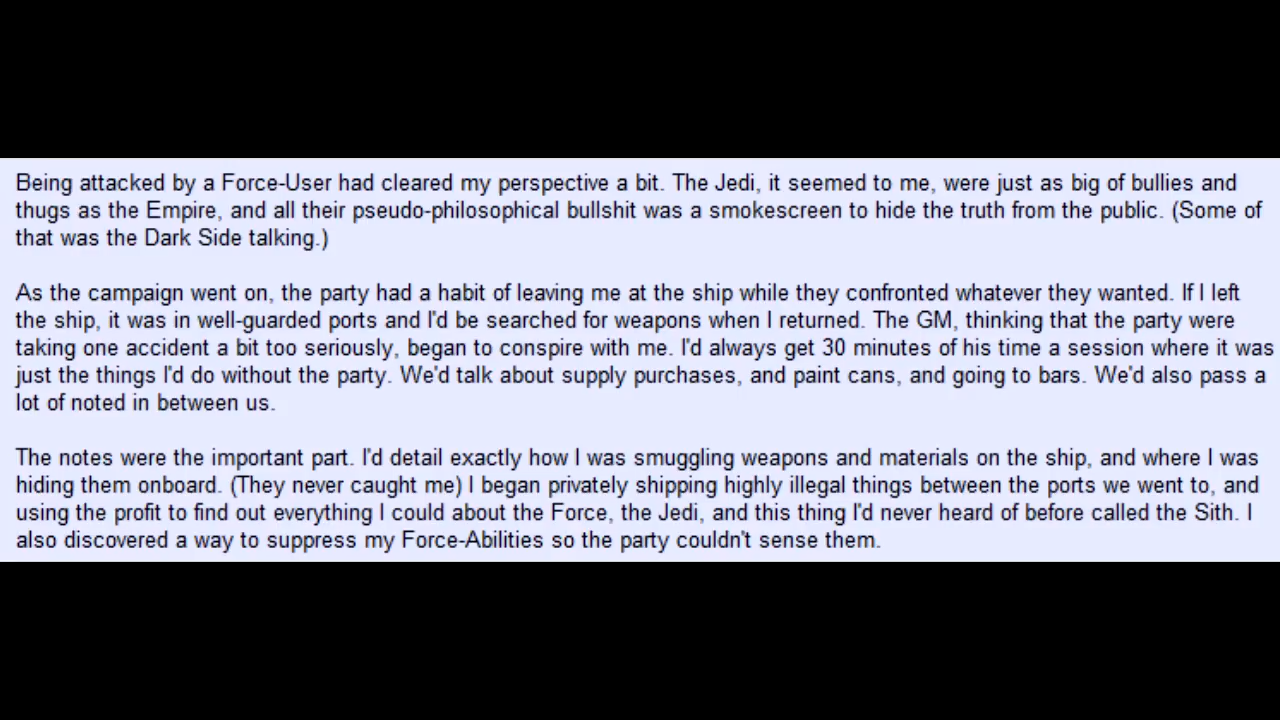 Being attacked by a Force-User had cleared my perspective a bit. The Jedi, it seemed to me, were just as big of bullies and
thugs as the Empire, and all their pseudo-philosophical bullshit was a smokescreen to hide the truth from the public. (Some of
that was the Dark Side talking.)
As the campaign went on, the party had a habit of leaving me at the ship while they confronted whatever they wanted. If I left
the ship, it was in well-guarded ports and I'd be searched for weapons when I returned. The GM, thinking that the party were
taking one accident a bit too seriously, began to conspire with me. I'd always get 30 minutes of his time a session where it was
just the things I'd do without the party. We'd talk about supply purchases, and paint cans, and going to bars. We'd also pass a
lot of noted in between us.
The notes were the important part. I'd detail exactly how I was smuggling weapons and materials on the ship, and where I was
hiding them onboard. (They never caught me) I began privately shipping highly illegal things between the ports we went to, and
using the profit to find out everything I could about the Force, the Jedi, and this thing I'd never heard of before called the Sith. I
also discovered a way to suppress my Force-Abilities so the party couldn't sense them.